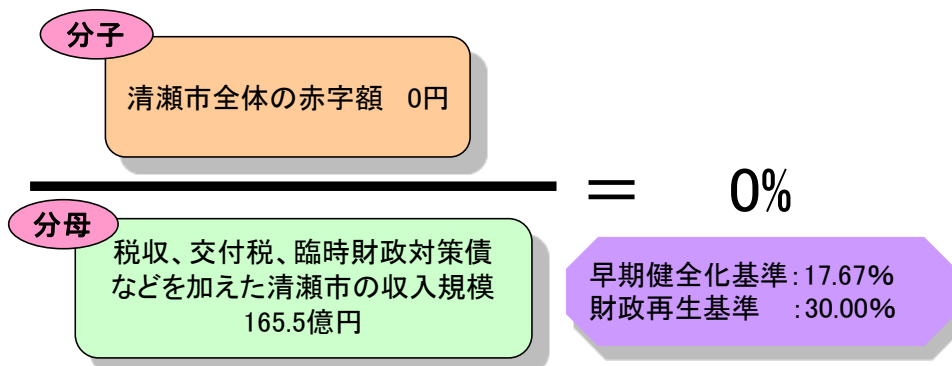 分子
清瀬市全体の赤字額　0円
＝　0%
分母
税収、交付税、臨時財政対策債
などを加えた清瀬市の収入規模
165.5億円
早期健全化基準：17.67%
財政再生基準　：30.00%